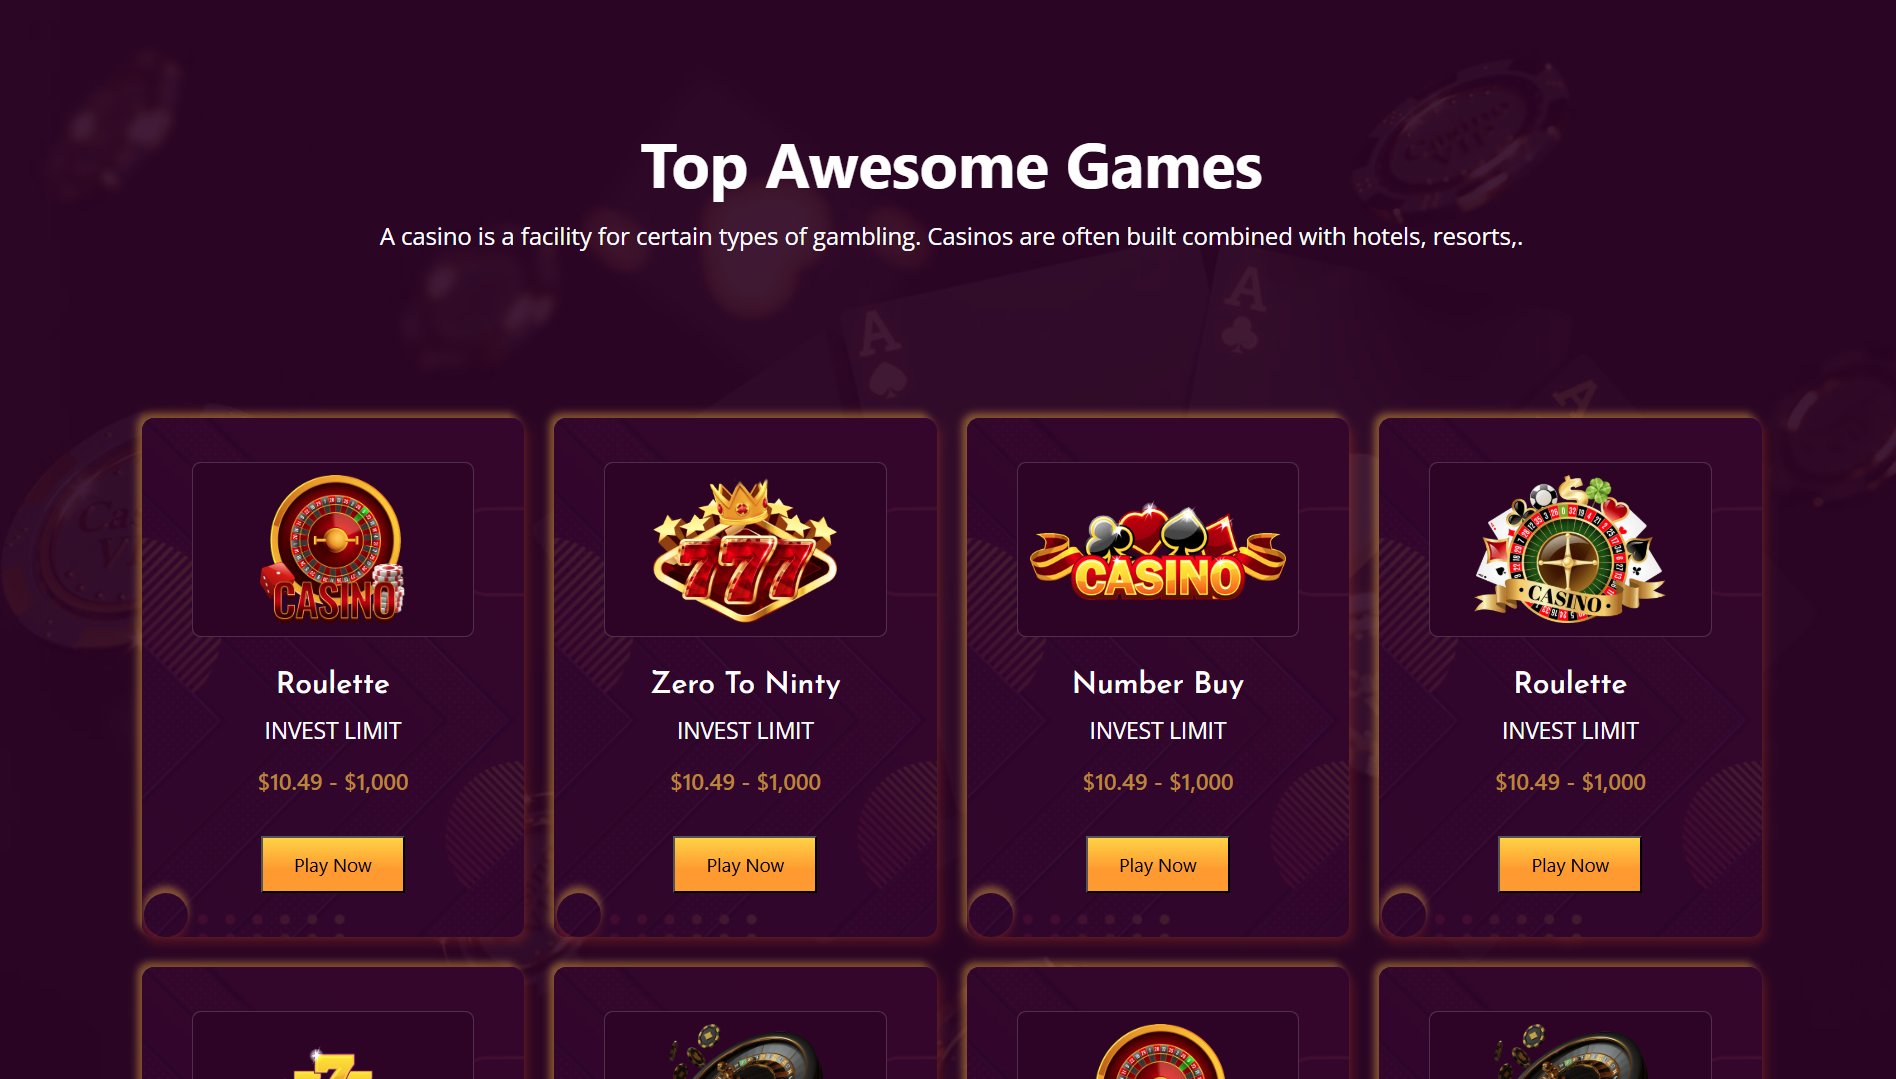 Top Awesome Games
A casino is a facility for certain types of gambling. Casinos are often built combined with hotels, resorts,.
A
A
A
CASINO
777
CASINO
CASINO
Roulette
Zero To Ninty
Number Buy
Roulette
INVEST LIMIT
INVEST LIMIT
INVEST LIMIT
INVEST LIMIT
$10.49 - $1,000
$10.49 - $1,000
$10.49 - $1,000
$10.49 - $1,000
Play Now
Play Now
Play Now
Play Now
7